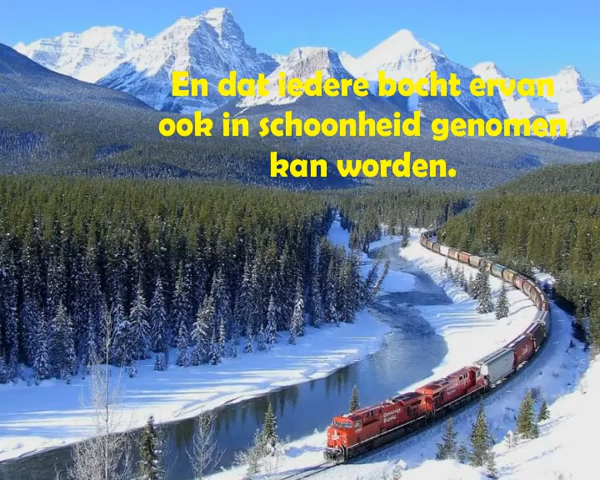 En dat iedere bocht ervan
ook in schoonheid genomen
kan worden.